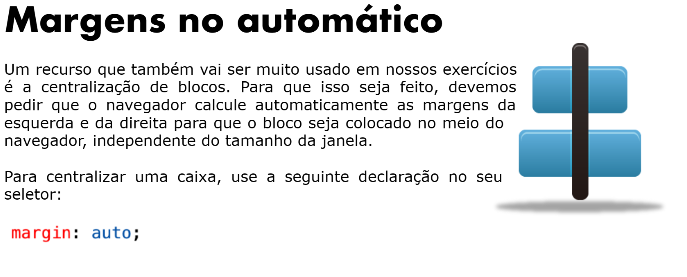 Margens no automático
Um recurso que também vai ser muito usado em nossos exercícios
é a centralização de blocos. Para que isso seja feito, devemos
pedir que o navegador calcule automaticamente as margens da
esquerda e da direita para que o bloco seja colocado no meio do
navegador, independente do tamanho da janela.
Para centralizar uma caixa, use a seguinte declaração no seu
seletor:
margin: auto;